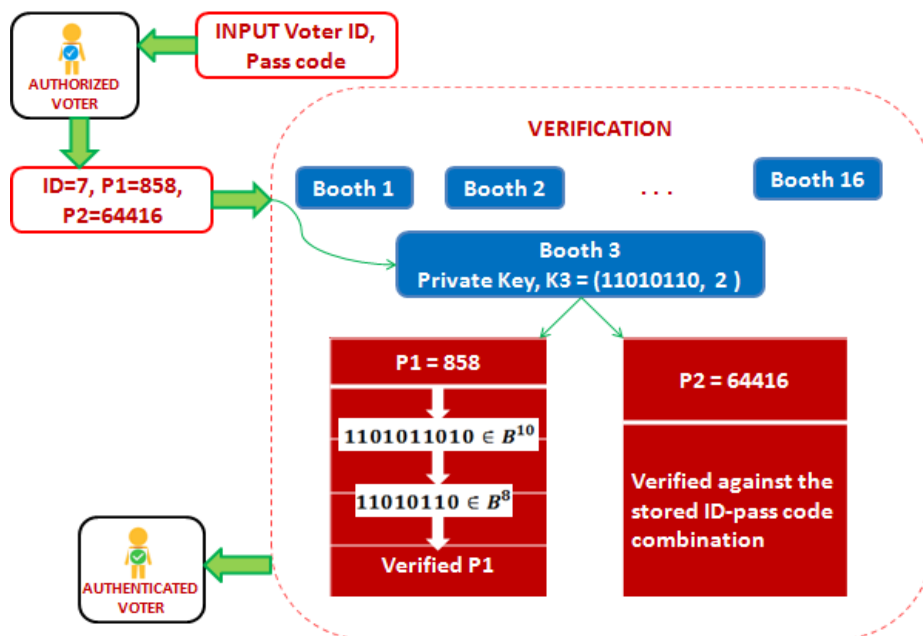 INPUT Voter ID,
Pass code
AUTHORIZED
VOTER
ID=7, P1=858,
P2=64416
VERIFICATION
Booth 1
Booth 2
. . .
Booth 16
Booth 3
Private Key, K3 = (11010110, 2 )
P1 = 858
1101011010 ∈ B¹⁰
11010110 ∈ B⁸
Verified P1
P2 = 64416
Verified against the
stored ID-pass code
combination
AUTHENTICATED
VOTER